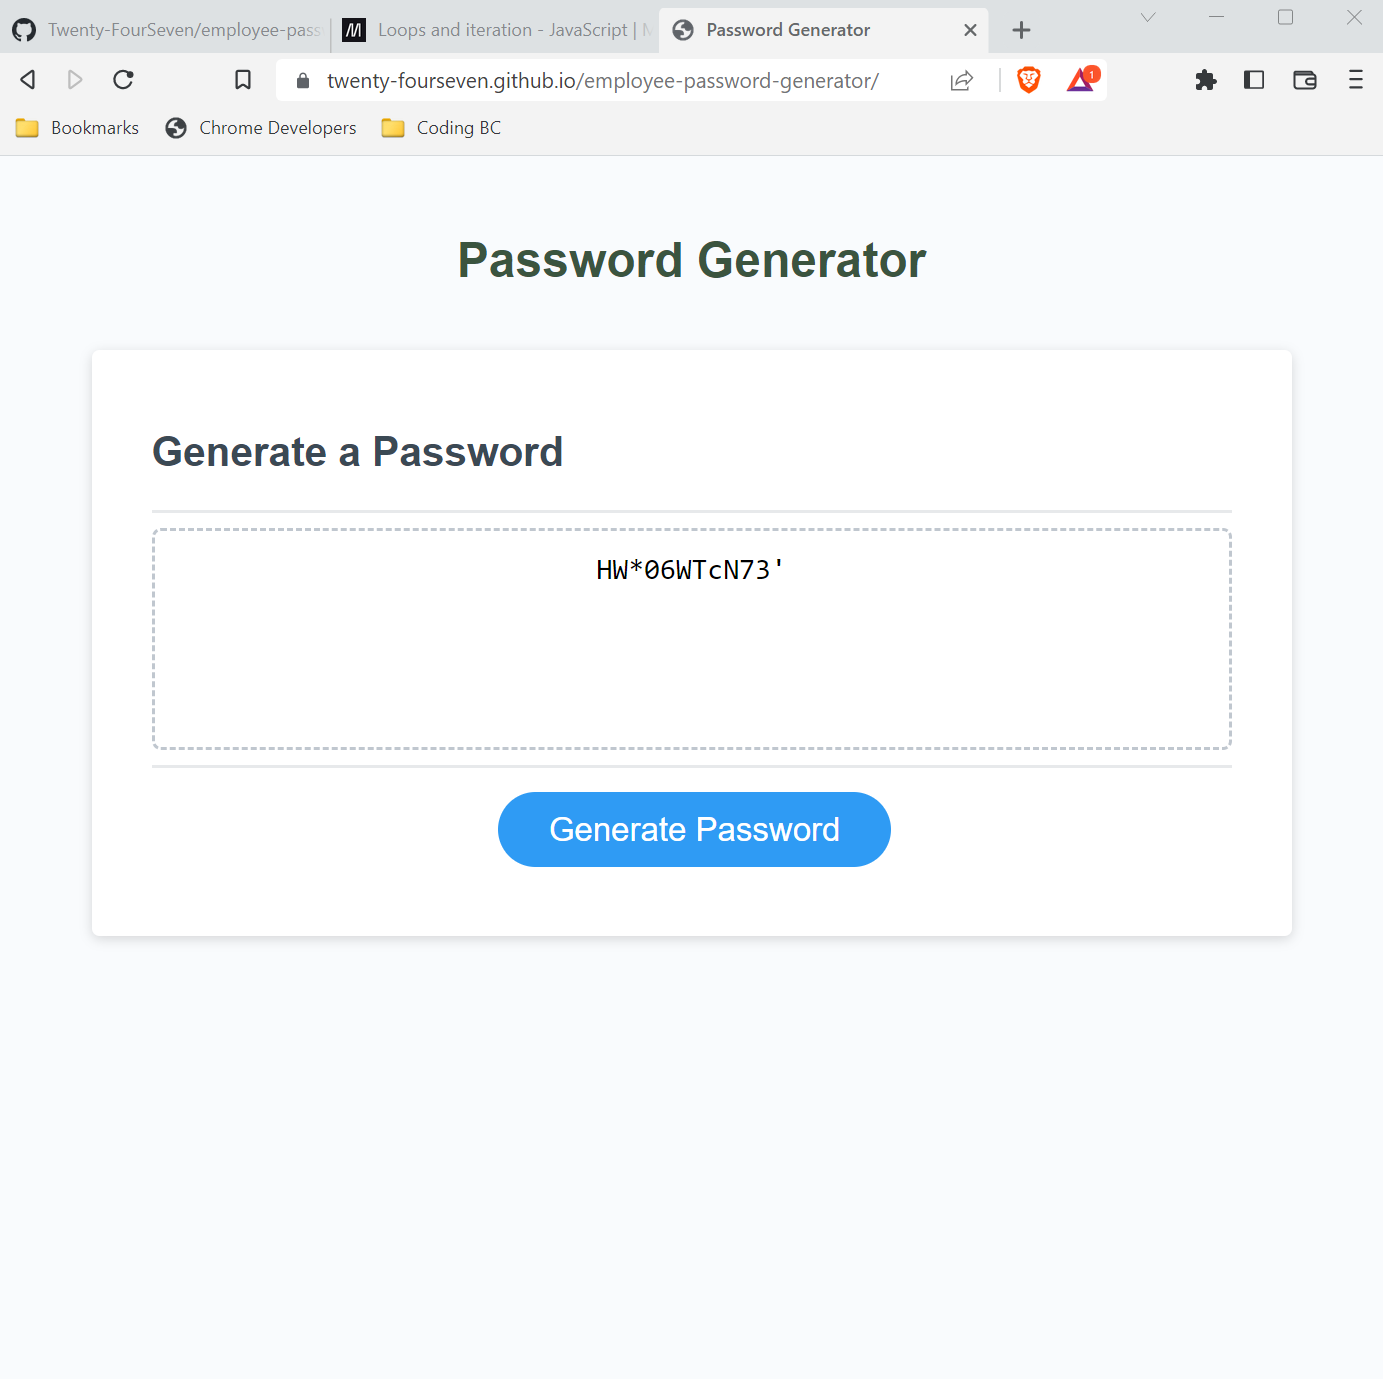 Twenty-FourSeven/employee-pass
Loops and iteration - JavaScript | M
Password Generator
twenty-fourseven.github.io/employee-password-generator/
1
Bookmarks
Chrome Developers
Coding BC
Password Generator
Generate a Password
HW*06WTcN73'
Generate Password